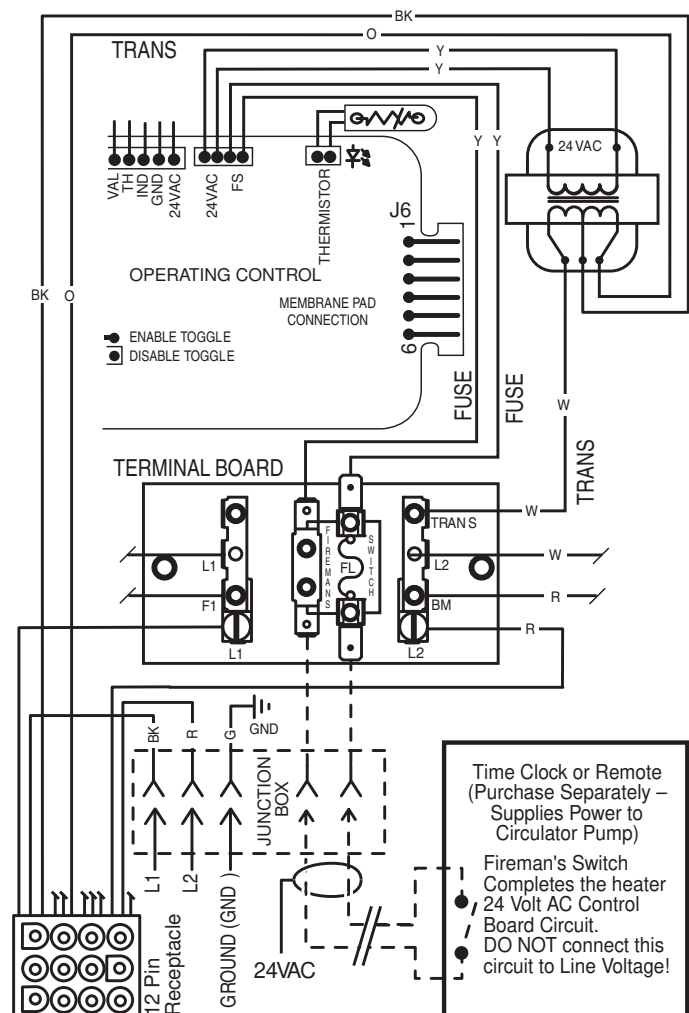 BK
O
TRANS
Y
Y
Y Y
24VAC
VAL
TH
IND
GND
24VAC
24VAC
FS
THERMISTOR
J6
1
OPERATING CONTROL
MEMBRANE PAD
CONNECTION
BK
O
ENABLE TOGGLE
DISABLE TOGGLE
6
FUSE
FUSE
W
TRANS
TERMINAL BOARD
TRANS
W
FIREMANS
SWITCH
FL
L1
L2
W
F1
BM
R
L1
L2
R
BK
R
G
GND
JUNCTION
BOX
L1
L2
GROUND (GND )
24VAC
12 Pin
Receptacle
Time Clock or Remote
(Purchase Separately –
Supplies Power to
Circulator Pump)
Fireman's Switch
Completes the heater
24 Volt AC Control
Board Circuit.
DO NOT connect this
circuit to Line Voltage!